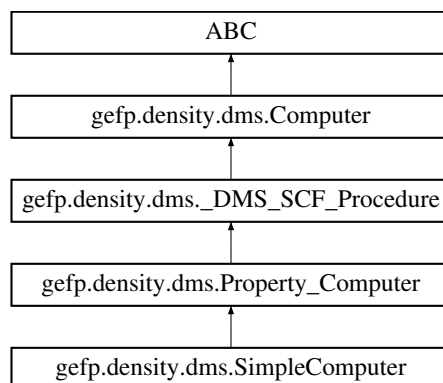 ABC
gefp.density.dms.Computer
gefp.density.dms._DMS_SCF_Procedure
gefp.density.dms.Property_Computer
gefp.density.dms.SimpleComputer